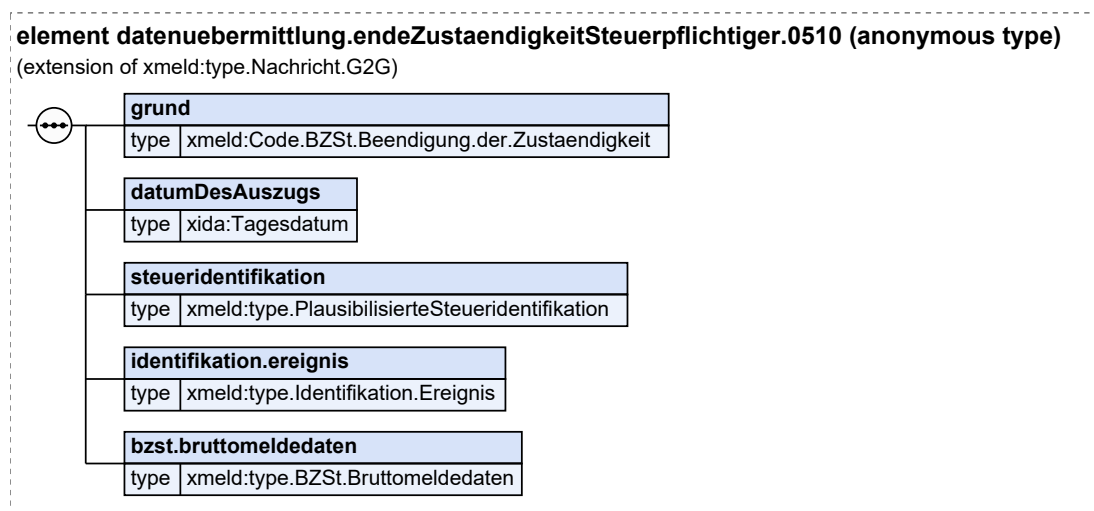 element datenuebermittlung.endeZustaendigkeitSteuerpflichtiger.0510 (anonymous type)
(extension of xmeld:type.Nachricht.G2G)
grund
type xmeld:Code.BZSt.Beendigung.der.Zustaendigkeit
datumDesAuszugs
type xida:Tagesdatum
steueridentifikation
type xmeld:type.PlausibilisierteSteueridentifikation
identifikation.ereignis
type xmeld:type.Identifikation.Ereignis
bzst.bruttomeldedaten
type xmeld:type.BZSt.Bruttomeldedaten